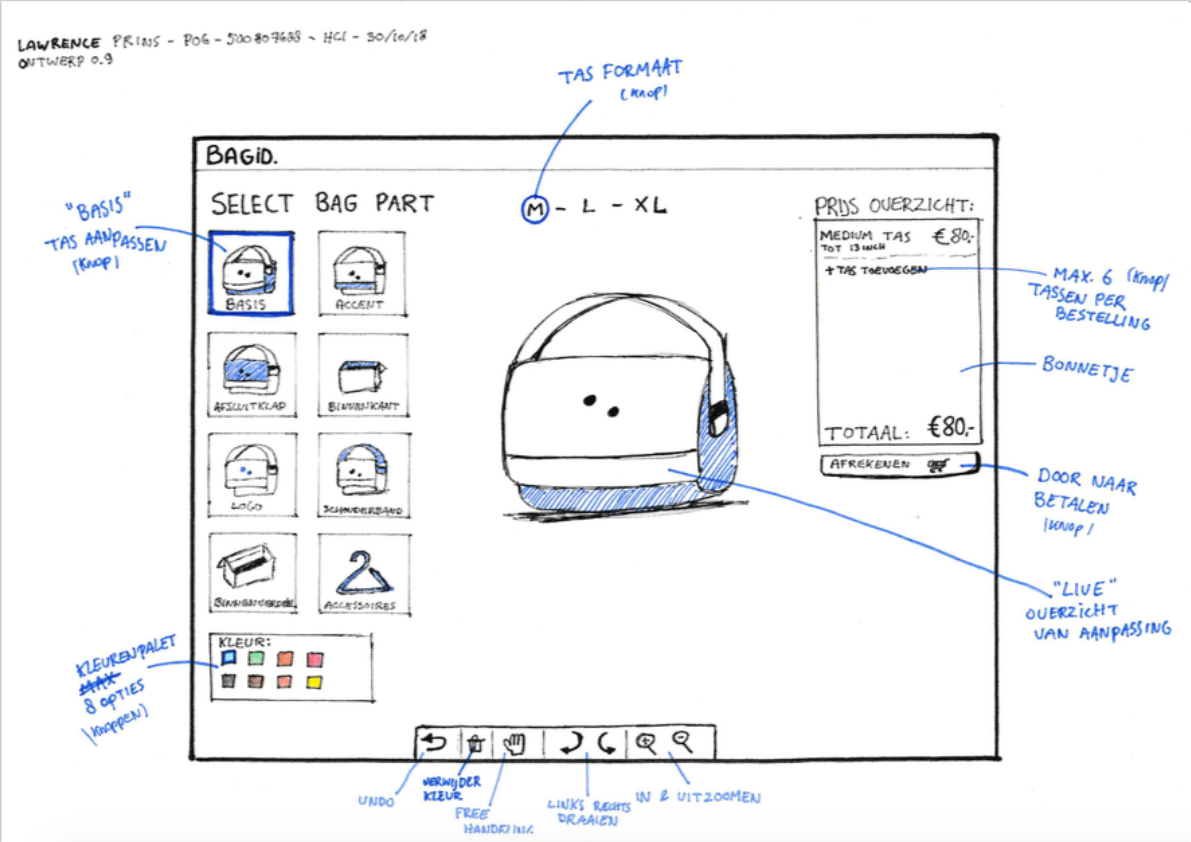 LAWRENCE PRINS - POG - 500807688 - HCI - 30/10/18
ONTWERP 0.9
TAS FORMAAT
(KNOP)
BAGID.
"BASIS"
TAS AANPASSEN
(KNOP)
SELECT BAG PART
M - L - XL
PRIJS OVERZICHT:
MEDIUM TAS €80,-
TOT 13 INCH
+ TAS TOEVOEGEN
MAX. 6 (KNOP)
TASSEN PER
BESTELLING
BONNETJE
TOTAAL: €80,-
AFREKENEN
DOOR NAAR
BETALEN
(KNOP)
BASIS
ACCENT
AFSLUITKLAP
BINNENKANT
LOGO
SCHOUDERBAND
ACCESSOIRES
"LIVE"
OVERZICHT
VAN AANPASSING
KLEUR:
KLEURENPALET
MAX
8 OPTIES
(KNOPPEN)
UNDO
VERWIJDER
KLEUR
FREE
HANDELING
LINKS RECHTS
DRAAIEN
IN & UITZOOMEN